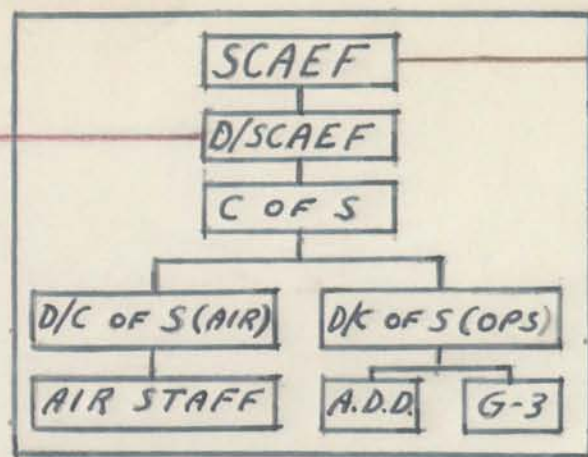 SCAEF
D/SCAEF
C OF S
D/C OF S (AIR)
D/C OF S (OPS)
AIR STAFF
A.D.D.
G-3